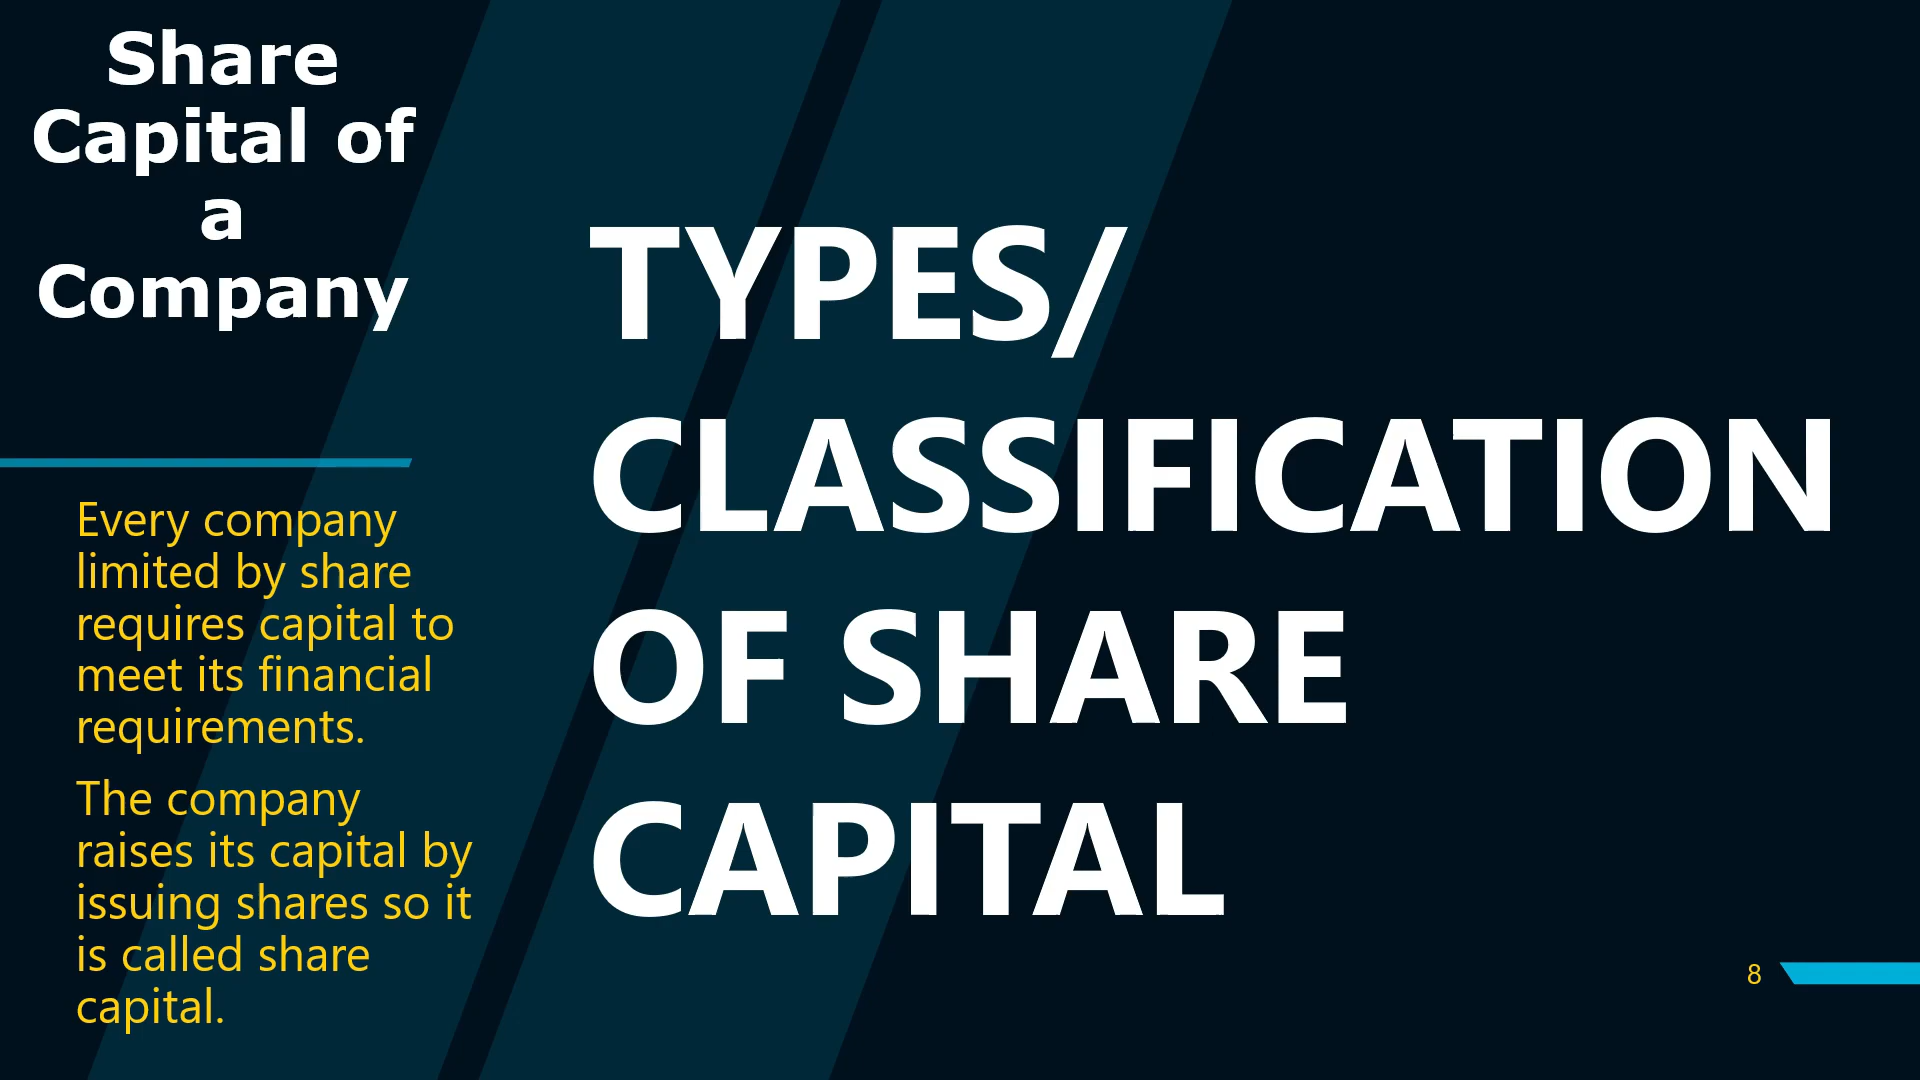 Share
Capital of
a
Company
Every company
limited by share
requires capital to
meet its financial
requirements.
The company
raises its capital by
issuing shares so it
is called share
capital.
TYPES/
CLASSIFICATION
OF SHARE
CAPITAL
8